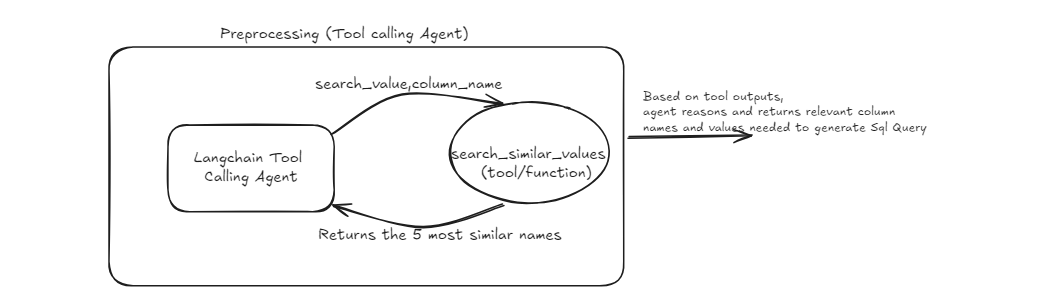 Preprocessing (Tool calling Agent)
search_value,column_name
Langchain Tool
Calling Agent
search_similar_values
(tool/function)
Returns the 5 most similar names
Based on tool outputs,
agent reasons and returns relevant column
names and values needed to generate Sql Query